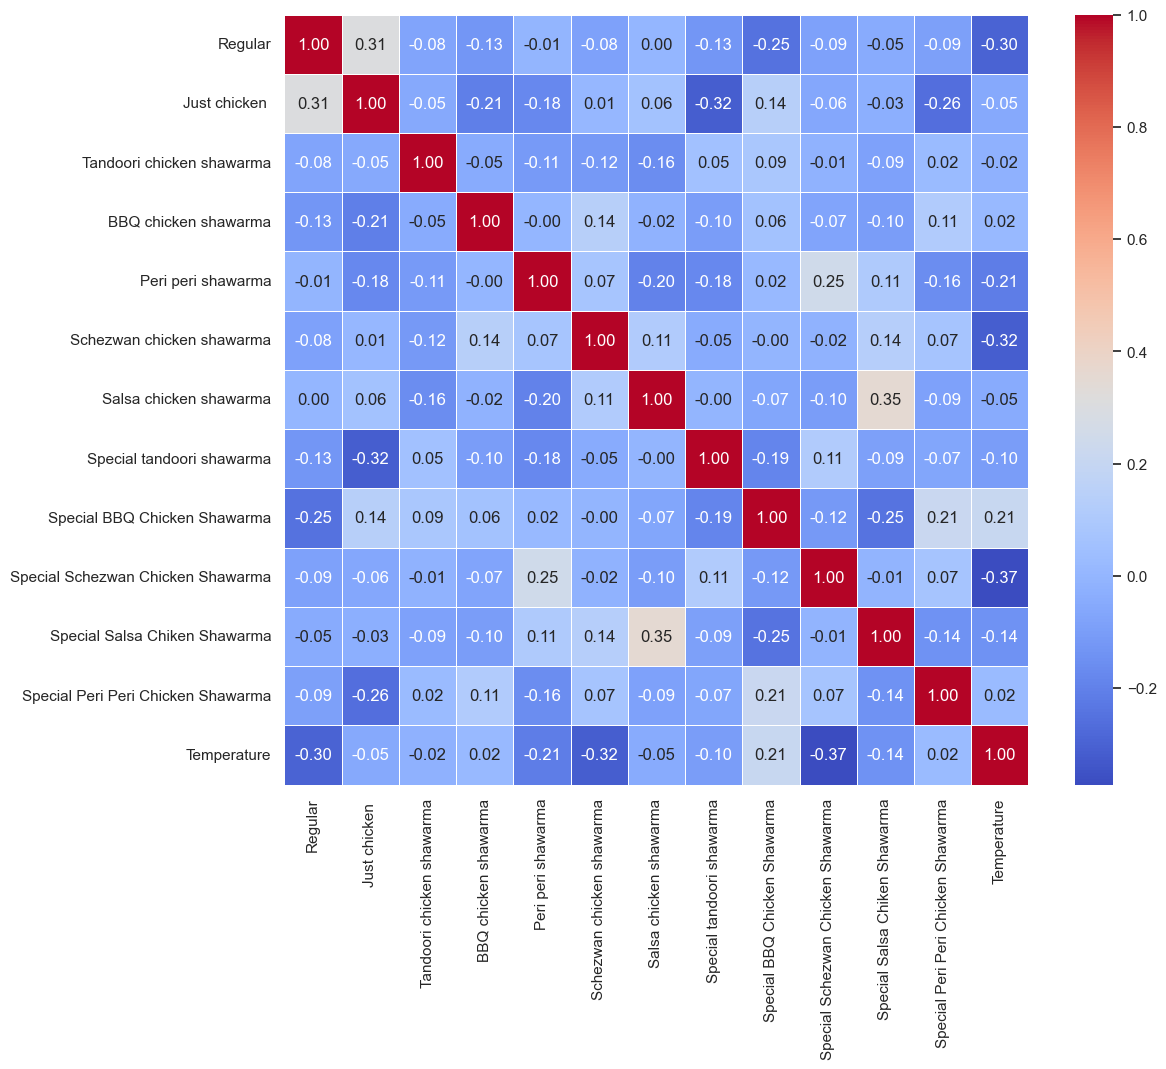 Regular 1.00 0.31 -0.08 -0.13 -0.01 -0.08 0.00 -0.13 -0.25 -0.09 -0.05 -0.09 -0.30
Just chicken 0.31 1.00 -0.05 -0.21 -0.18 0.01 0.06 -0.32 0.14 -0.06 -0.03 -0.26 -0.05
Tandoori chicken shawarma -0.08 -0.05 1.00 -0.05 -0.11 -0.12 -0.16 0.05 0.09 -0.01 -0.09 0.02 -0.02
BBQ chicken shawarma -0.13 -0.21 -0.05 1.00 -0.00 0.14 -0.02 -0.10 0.06 -0.07 -0.10 0.11 0.02
Peri peri shawarma -0.01 -0.18 -0.11 -0.00 1.00 0.07 -0.20 -0.18 0.02 0.25 0.11 -0.16 -0.21
Schezwan chicken shawarma -0.08 0.01 -0.12 0.14 0.07 1.00 0.11 -0.05 -0.00 -0.02 0.14 0.07 -0.32
Salsa chicken shawarma 0.00 0.06 -0.16 -0.02 -0.20 0.11 1.00 -0.00 -0.07 -0.10 0.35 -0.09 -0.05
Special tandoori shawarma -0.13 -0.32 0.05 -0.10 -0.18 -0.05 -0.00 1.00 -0.19 0.11 -0.09 -0.07 -0.10
Special BBQ Chicken Shawarma -0.25 0.14 0.09 0.06 0.02 -0.00 -0.07 -0.19 1.00 -0.12 -0.25 0.21 0.21
Special Schezwan Chicken Shawarma -0.09 -0.06 -0.01 -0.07 0.25 -0.02 -0.10 0.11 -0.12 1.00 -0.01 0.07 -0.37
Special Salsa Chiken Shawarma -0.05 -0.03 -0.09 -0.10 0.11 0.14 0.35 -0.09 -0.25 -0.01 1.00 -0.14 -0.14
Special Peri Peri Chicken Shawarma -0.09 -0.26 0.02 0.11 -0.16 0.07 -0.09 -0.07 0.21 0.07 -0.14 1.00 0.02
Temperature -0.30 -0.05 -0.02 0.02 -0.21 -0.32 -0.05 -0.10 0.21 -0.37 -0.14 0.02 1.00
Regular
Just chicken
Tandoori chicken shawarma
BBQ chicken shawarma
Peri peri shawarma
Schezwan chicken shawarma
Salsa chicken shawarma
Special tandoori shawarma
Special BBQ Chicken Shawarma
Special Schezwan Chicken Shawarma
Special Salsa Chiken Shawarma
Special Peri Peri Chicken Shawarma
Temperature
1.0
0.8
0.6
0.4
0.2
0.0
−0.2